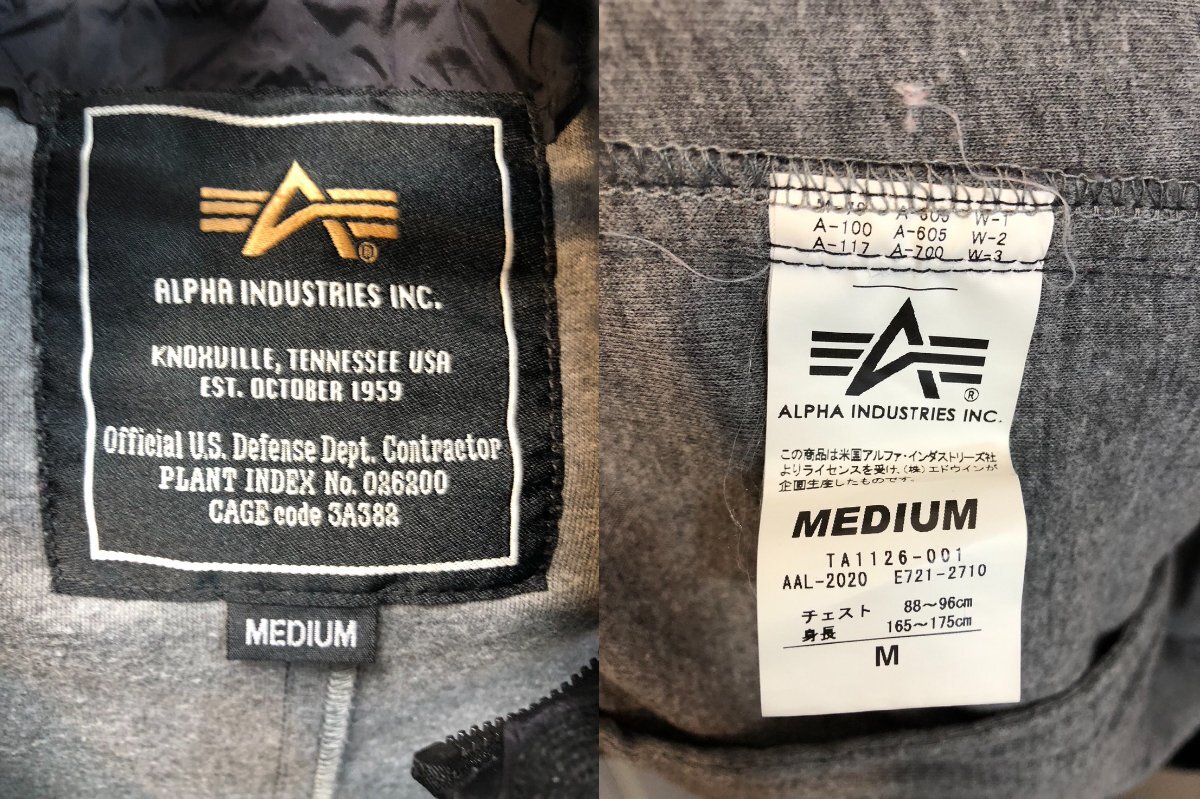 ALPHA INDUSTRIES INC.
KNOXVILLE, TENNESSEE USA
EST. OCTOBER 1959
Official U.S. Defense Dept. Contractor
PLANT INDEX No. 026200
CAGE code 3A382
MEDIUM
A-605 W-1
A-100 A-605 W-2
A-117 A-700 W-3
ALPHA INDUSTRIES INC.
この商品は米国アルファ・インダストリーズ社
よりライセンスを受け、(株)エドウインが
企画生産したものです。
MEDIUM
TA1126-001
AAL-2020 E721-2710
チェスト 88~96cm
身長 165~175cm
M